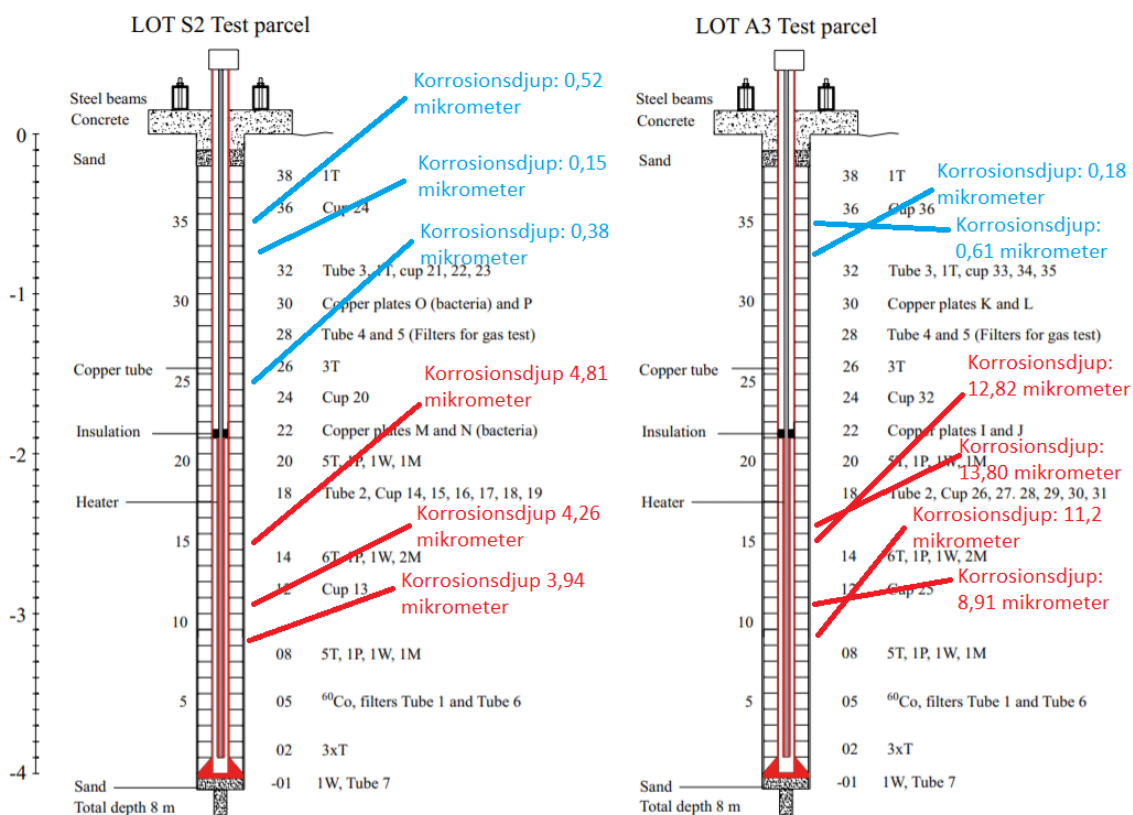 LOT S2 Test parcel
Korrosionsdjup: 0,52
mikrometer
Steel beams
Concrete
0
Sand
Korrosionsdjup: 0,15
mikrometer
38 1T
36 Cup 24
35
Korrosionsdjup: 0,38
mikrometer
32 Tube 3, 1T, cup 21, 22, 23
-1
30
30 Copper plates O (bacteria) and P
28 Tube 4 and 5 (Filters for gas test)
Copper tube
26 3T
25
Korrosionsdjup 4,81
mikrometer
24 Cup 20
Insulation
22 Copper plates M and N (bacteria)
-2
20
20 5T, 1P, 1W, 1M
Heater
18 Tube 2, Cup 14, 15, 16, 17, 18, 19
Korrosionsdjup 4,26
mikrometer
15
14 6T, 1P, 1W, 2M
Korrosionsdjup 3,94
mikrometer
12 Cup 13
-3
10
08 5T, 1P, 1W, 1M
5
05 60Co, filters Tube 1 and Tube 6
02 3xT
-4
Sand
-01 1W, Tube 7
Total depth 8 m
LOT A3 Test parcel
Steel beams
Concrete
Sand
Korrosionsdjup: 0,18
mikrometer
38 1T
36 Cup 36
35
Korrosionsdjup:
0,61 mikrometer
32 Tube 3, 1T, cup 33, 34, 35
30
30 Copper plates K and L
28 Tube 4 and 5 (Filters for gas test)
Copper tube
26 3T
25
Korrosionsdjup:
12,82 mikrometer
24 Cup 32
Insulation
22 Copper plates I and J
Korrosionsdjup:
13,80 mikrometer
20
20 5T, 1P, 1W, 1M
Heater
18 Tube 2, Cup 26, 27. 28, 29, 30, 31
Korrosionsdjup: 11,2
mikrometer
15
14 6T, 1P, 1W, 2M
Korrosionsdjup:
8,91 mikrometer
12 Cup 25
10
08 5T, 1P, 1W, 1M
5
05 60Co, filters Tube 1 and Tube 6
02 3xT
Sand
-01 1W, Tube 7
Total depth 8 m